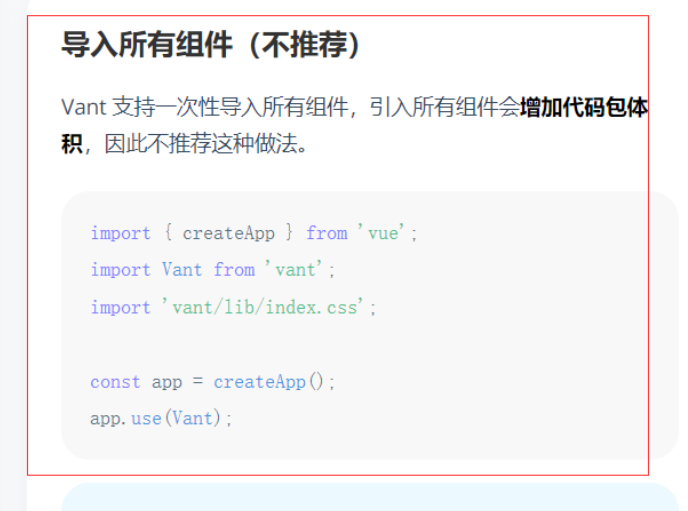 导入所有组件（不推荐）
Vant 支持一次性导入所有组件，引入所有组件会增加代码包体
积，因此不推荐这种做法。
import { createApp } from 'vue';
import Vant from 'vant';
import 'vant/lib/index.css';
const app = createApp();
app.use(Vant);